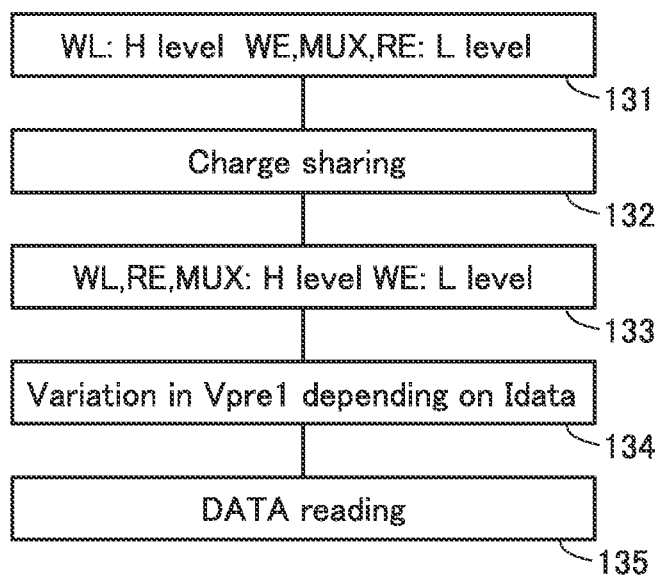 WL: H level WE,MUX,RE: L level
131
Charge sharing
132
WL,RE,MUX: H level WE: L level
133
Variation in Vpre1 depending on Idata
134
DATA reading
135